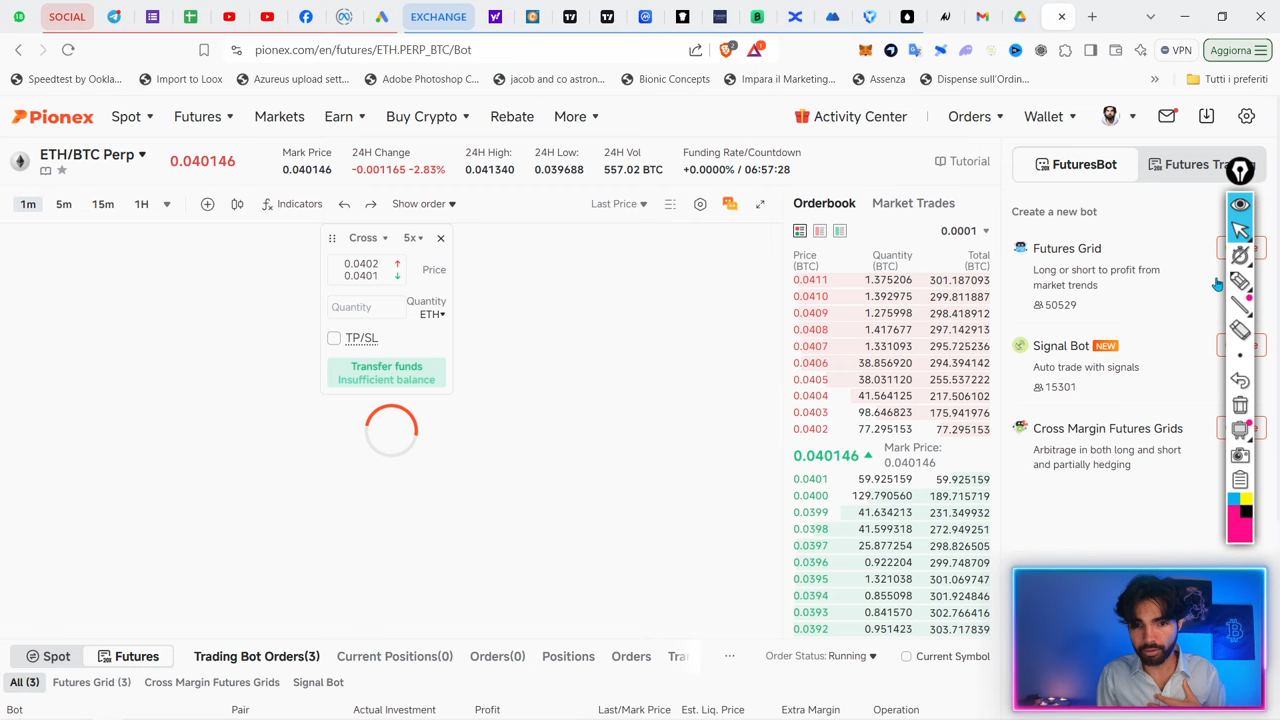 SOCIAL
EXCHANGE
pionex.com/en/futures/ETH.PERP_BTC/Bot
2
1
VPN
Aggiorna
Speedtest by Ookla...
Import to Loox
Azureus upload sett...
Adobe Photoshop C...
jacob and co astron...
Bionic Concepts
Impara il Marketing...
Assenza
Dispense sull'Ordin...
Tutti i preferiti
Pionex
Spot
Futures
Markets
Earn
Buy Crypto
Rebate
More
Activity Center
Orders
Wallet
ETH/BTC Perp
0.040146
Mark Price
0.040146
24H Change
-0.001165 -2.83%
24H High:
0.041340
24H Low:
0.039688
24H Vol
557.02 BTC
Funding Rate/Countdown
+0.0000% / 06:57:28
Tutorial
FuturesBot
1m
5m
15m
1H
Indicators
Show order
Last Price
Cross
5x
0.0402
0.0401
Price
Quantity
Quantity
ETH
TP/SL
Transfer funds
Insufficient balance
Orderbook
Market Trades
0.0001
Price
(BTC)
Quantity
(BTC)
Total
(BTC)
0.0411 1.375206 301.187093
0.0410 1.392975 299.811887
0.0409 1.275998 298.418912
0.0408 1.417677 297.142913
0.0407 1.331093 295.725236
0.0406 38.856920 294.394142
0.0405 38.031120 255.537222
0.0404 41.564125 217.506102
0.0403 98.646823 175.941976
0.0402 77.295153 77.295153
0.040146
Mark Price:
0.040146
0.0401 59.925159 59.925159
0.0400 129.790560 189.715719
0.0399 41.634213 231.349932
0.0398 41.599318 272.949251
0.0397 25.877254 298.826505
0.0396 0.922204 299.748709
0.0395 1.321038 301.069747
0.0394 0.855098 301.924846
0.0393 0.841570 302.766416
0.0392 0.951423 303.717839
Create a new bot
Futures Grid
Long or short to profit from
market trends
50529
Signal Bot NEW
Auto trade with signals
15301
Cross Margin Futures Grids
Arbitrage in both long and short
and partially hedging
Spot
Futures
Trading Bot Orders(3)
Current Positions(0)
Orders(0)
Positions
Orders
...
Order Status: Running
Current Symbol
All (3)
Futures Grid (3)
Cross Margin Futures Grids
Signal Bot
Bot
Pair
Actual Investment
Profit
Last/Mark Price
Est. Liq. Price
Extra Margin
Operation